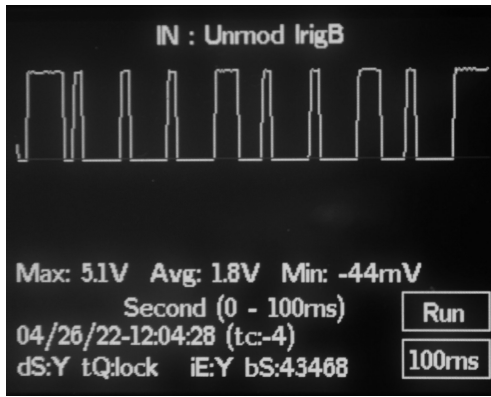 IN : Unmod IrigB
Max: 5.1V Avg: 1.8V Min: -44mV
Second (0 - 100ms)
Run
04/26/22-12:04:28 (tc:-4)
dS:Y tQ:lock iE:Y bS:43468
100ms